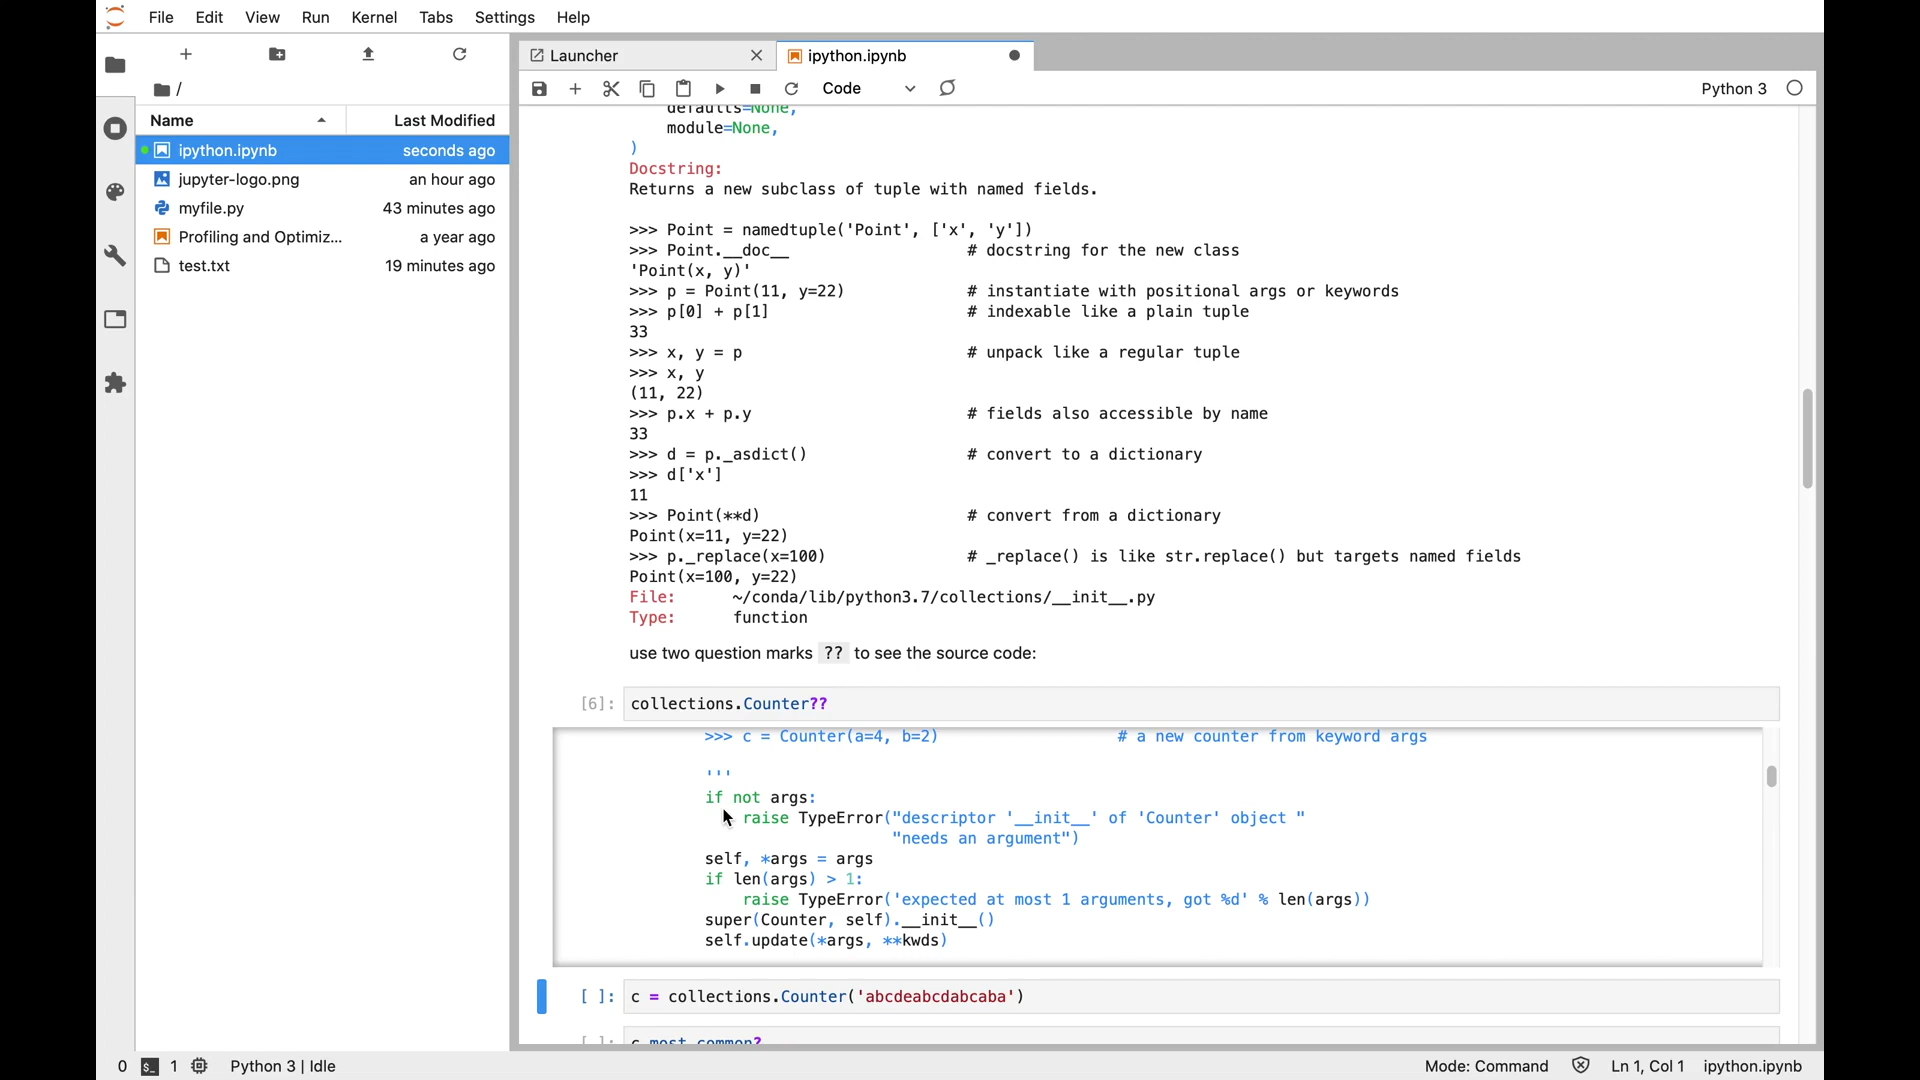 File Edit View Run Kernel Tabs Settings Help
Launcher
ipython.ipynb
Code
Python 3
/
Name Last Modified
ipython.ipynb seconds ago
jupyter-logo.png an hour ago
myfile.py 43 minutes ago
Profiling and Optimiz... a year ago
test.txt 19 minutes ago
defaults=None,
module=None,
)
Docstring:
Returns a new subclass of tuple with named fields.
>>> Point = namedtuple('Point', ['x', 'y'])
>>> Point.__doc__ # docstring for the new class
'Point(x, y)'
>>> p = Point(11, y=22) # instantiate with positional args or keywords
>>> p[0] + p[1] # indexable like a plain tuple
33
>>> x, y = p # unpack like a regular tuple
>>> x, y
(11, 22)
>>> p.x + p.y # fields also accessible by name
33
>>> d = p._asdict() # convert to a dictionary
>>> d['x']
11
>>> Point(**d) # convert from a dictionary
Point(x=11, y=22)
>>> p._replace(x=100) # _replace() is like str.replace() but targets named fields
Point(x=100, y=22)
File: ~/conda/lib/python3.7/collections/__init__.py
Type: function
use two question marks ?? to see the source code:
[6]: collections.Counter??
>>> c = Counter(a=4, b=2) # a new counter from keyword args
'''
if not args:
raise TypeError("descriptor '__init__' of 'Counter' object "
"needs an argument")
self, *args = args
if len(args) > 1:
raise TypeError('expected at most 1 arguments, got %d' % len(args))
super(Counter, self).__init__()
self.update(*args, **kwds)
[ ]: c = collections.Counter('abcdeabcdabcaba')
[ ]: c.most_common?
0 1 Python 3 | Idle Mode: Command Ln 1, Col 1 ipython.ipynb